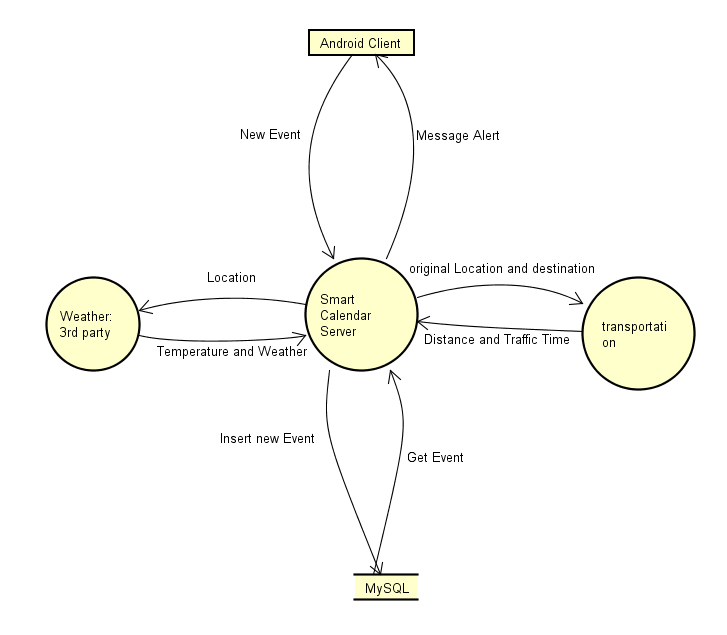 Android Client
New Event
Message Alert
Location
original Location and destination
Smart
Calendar
Server
Weather:
3rd party
transportati
on
Temperature and Weather
Distance and Traffic Time
Insert new Event
Get Event
MySQL